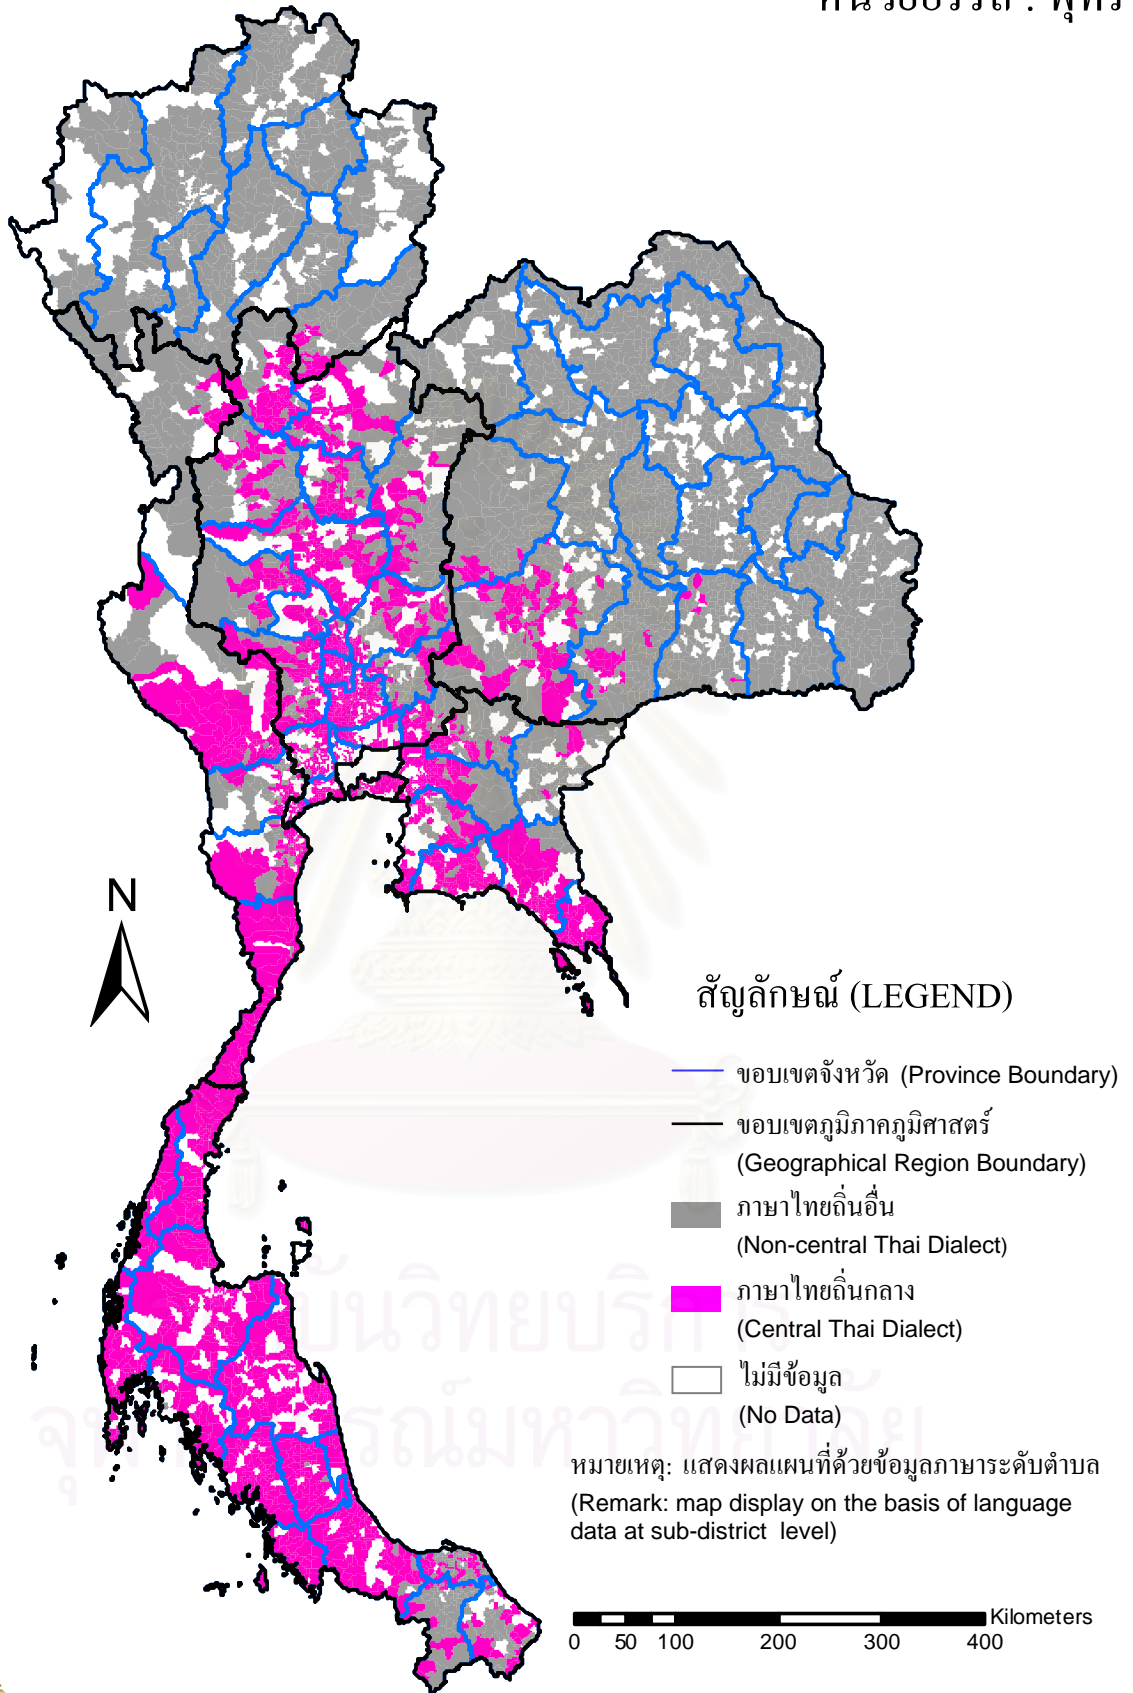 N
สัญลักษณ์ (LEGEND)
ขอบเขตจังหวัด (Province Boundary)
ขอบเขตภูมิภาคภูมิศาสตร์
(Geographical Region Boundary)
ภาษาไทยถิ่นอื่น
(Non-central Thai Dialect)
ภาษาไทยถิ่นกลาง
(Central Thai Dialect)
ไม่มีข้อมูล
(No Data)
หมายเหตุ: แสดงผลแผนที่ด้วยข้อมูลภาษาระดับตำบล
(Remark: map display on the basis of language
data at sub-district level)
Kilometers
0 50 100 200 300 400